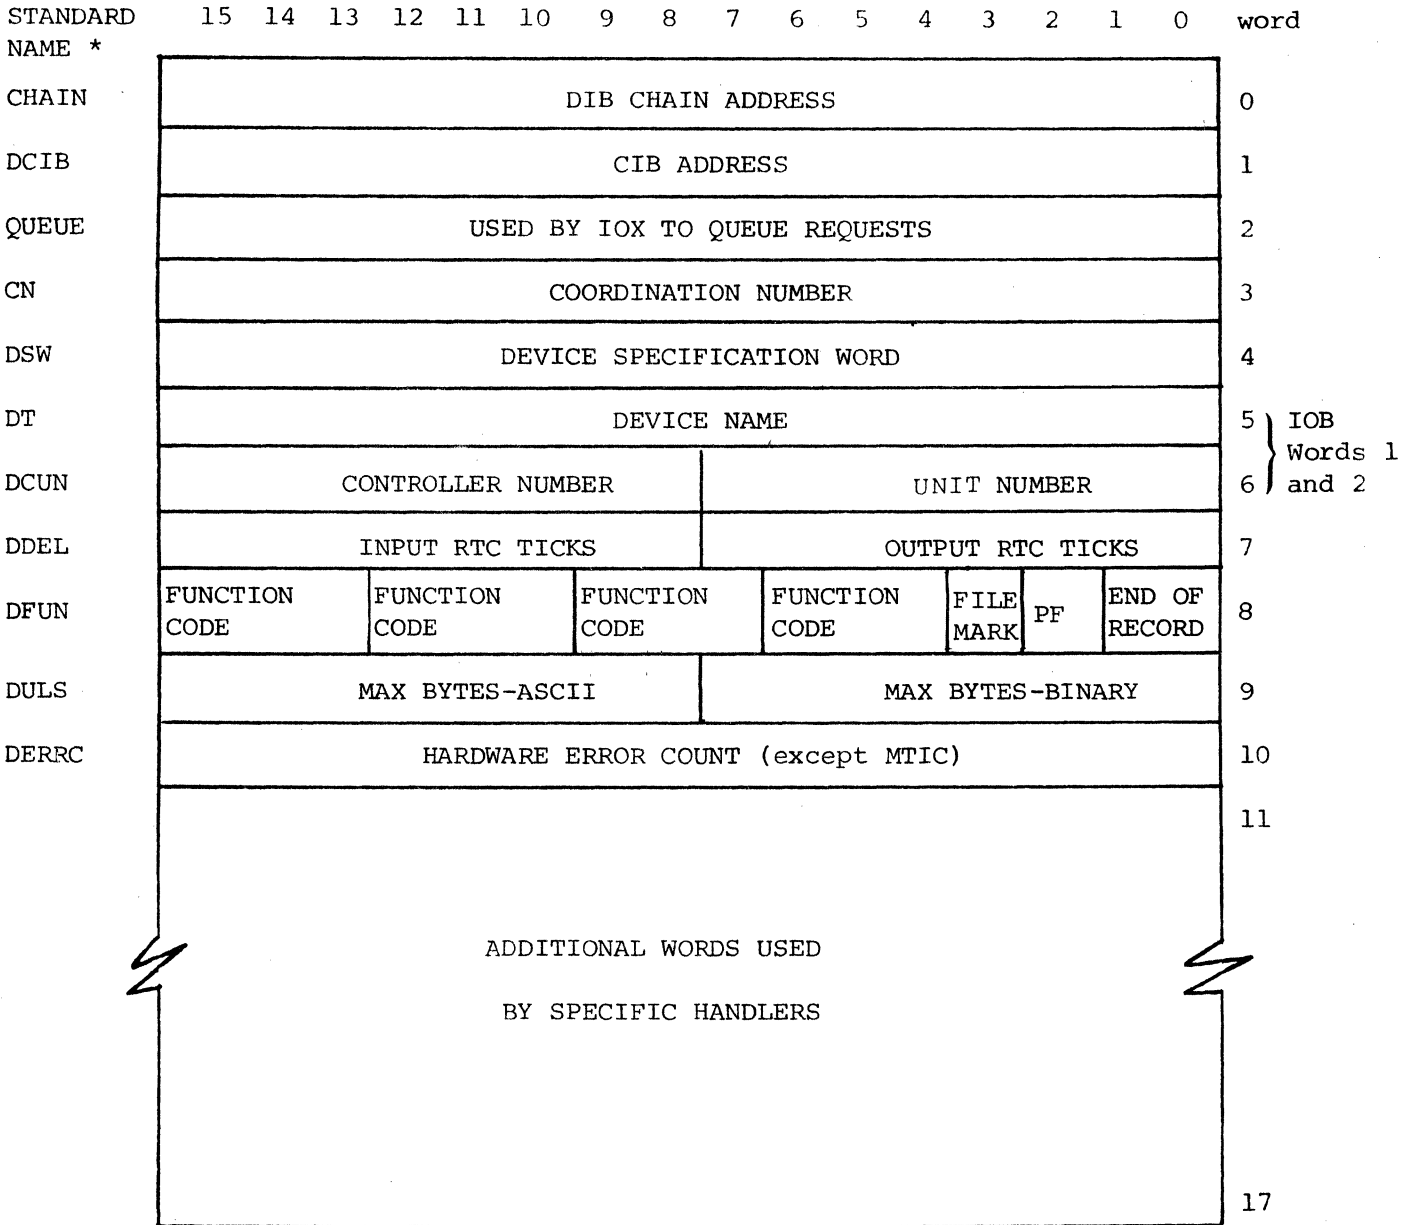 STANDARD 15 14 13 12 11 10 9 8 7 6 5 4 3 2 1 0 word
NAME *
CHAIN DIB CHAIN ADDRESS 0
DCIB CIB ADDRESS 1
QUEUE USED BY IOX TO QUEUE REQUESTS 2
CN COORDINATION NUMBER 3
DSW DEVICE SPECIFICATION WORD 4
DT DEVICE NAME 5 IOB
Words 1
DCUN CONTROLLER NUMBER UNIT NUMBER 6 and 2
DDEL INPUT RTC TICKS OUTPUT RTC TICKS 7
DFUN FUNCTION CODE FUNCTION CODE FUNCTION CODE FUNCTION CODE FILE MARK PF END OF RECORD 8
DULS MAX BYTES-ASCII MAX BYTES-BINARY 9
DERRC HARDWARE ERROR COUNT (except MTIC) 10
11
ADDITIONAL WORDS USED
BY SPECIFIC HANDLERS
17